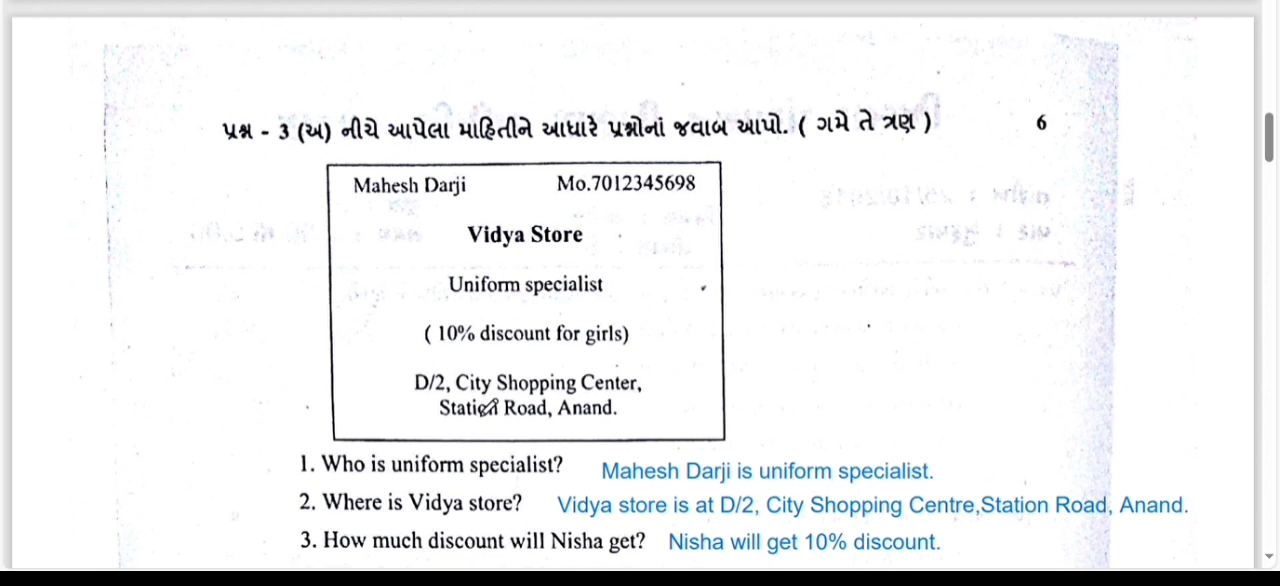 પ્રશ્ન - 3 (અ) નીચે આપેલા માહિતીને આધારે પ્રશ્નોનાં જવાબ આપો. ( ગમે તે ત્રણ ) 6
Mahesh Darji Mo.7012345698
Vidya Store
Uniform specialist
( 10% discount for girls)
D/2, City Shopping Center,
Road, Anand.
1. Who is uniform specialist? Mahesh Darji is uniform specialist.
2. Where is Vidya store? Vidya store is at D/2, City Shopping Centre,Station Road, Anand.
3. How much discount will Nisha get? Nisha will get 10% discount.